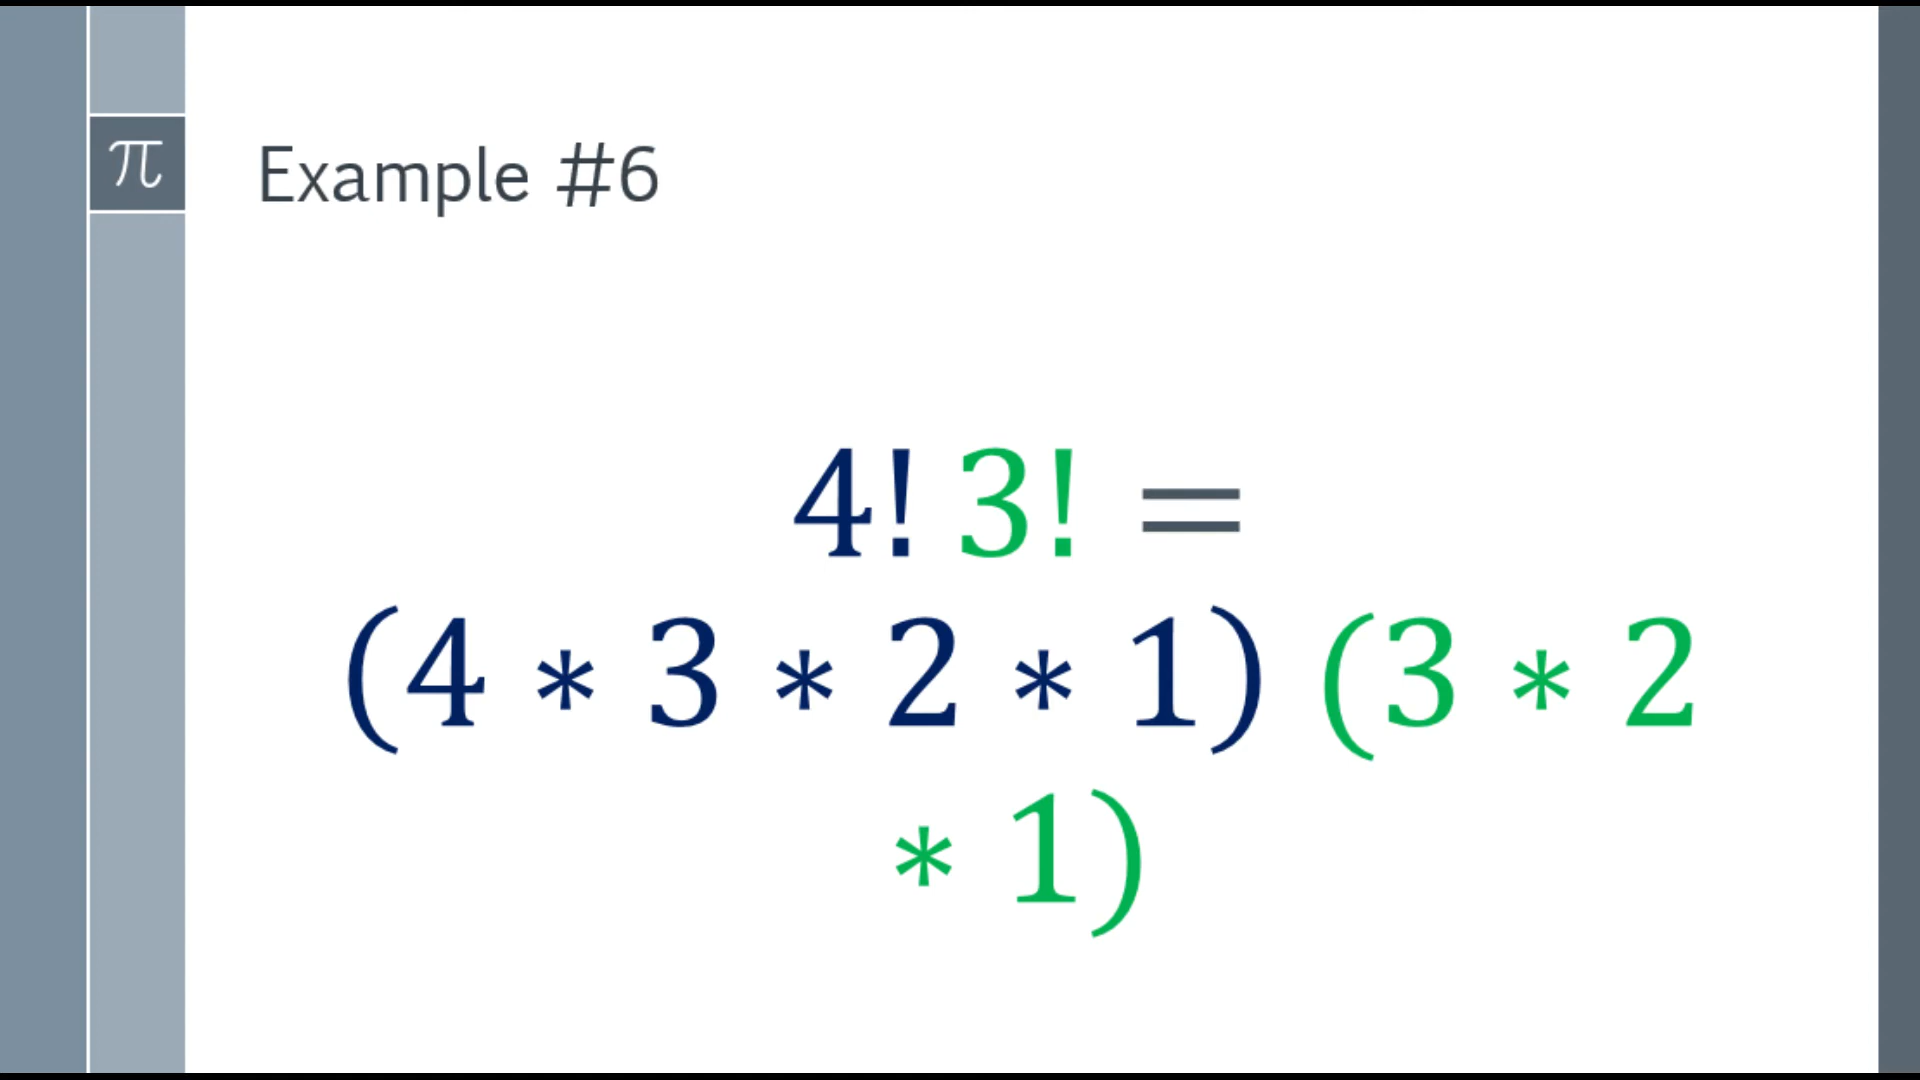 π
Example #6
4! 3! =
(4 * 3 * 2 * 1) (3 * 2
* 1)